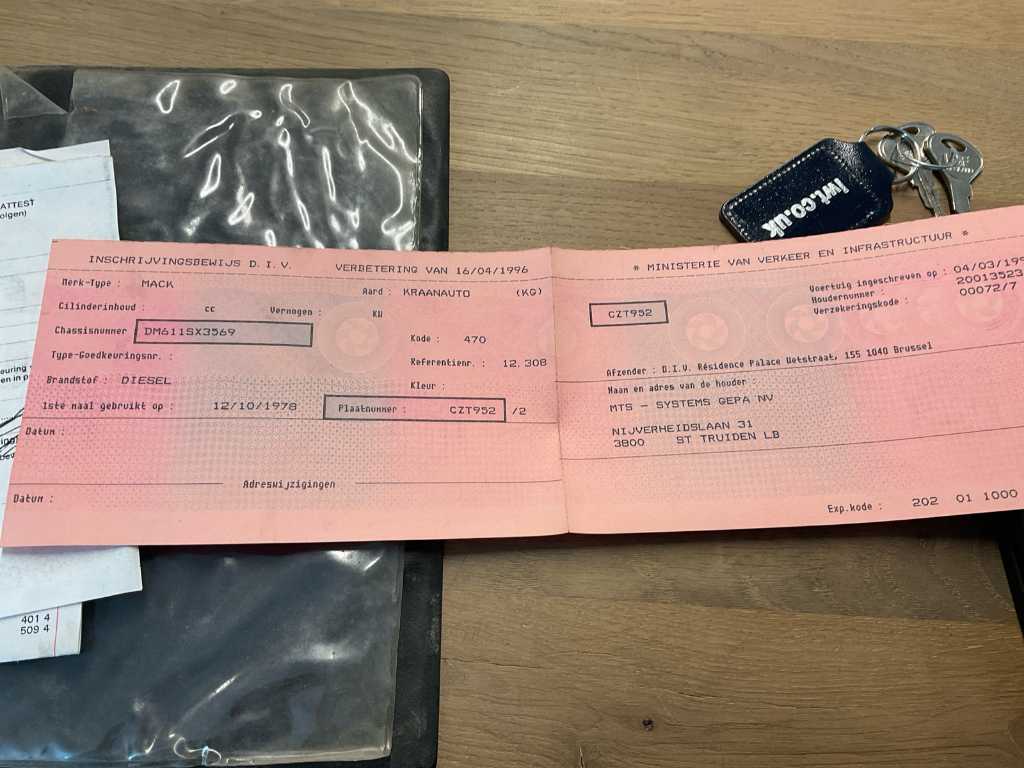 ATTEST
olgen)
INSCHRIJVINGSBEWIJS D.I.V. VERBETERING VAN 16/04/1996
Merk-Type : MACK
Aard : KRAANAUTO (KG)
Cilinderinhoud : cc Vermogen : KW
Chassisnummer DM611SX3569
Kode : 470
Type-Goedkeuringsnr. :
Referentienr. : 12.308
Brandstof : DIESEL
Kleur :
1ste maal gebruikt op : 12/10/1978 Plaatnummer : CZT952 /2
Datum :
Adreswijzigingen
Datum :
* MINISTERIE VAN VERKEER EN INFRASTRUCTUUR *
Voertuig ingeschreven op : 04/03/199
CZT952
Houdernummer : 20013523
Verzekeringskode : 00072/7
Afzender : D.I.V. Résidence Palace Wetstraat, 155 1040 Brussel
Naam en adres van de houder
MTS - SYSTEMS GEPA NV
NIJVERHEIDSLAAN 31
3800 ST TRUIDEN LB
Exp.kode : 202 01 1000
iwt.co.uk
401 4
509 4